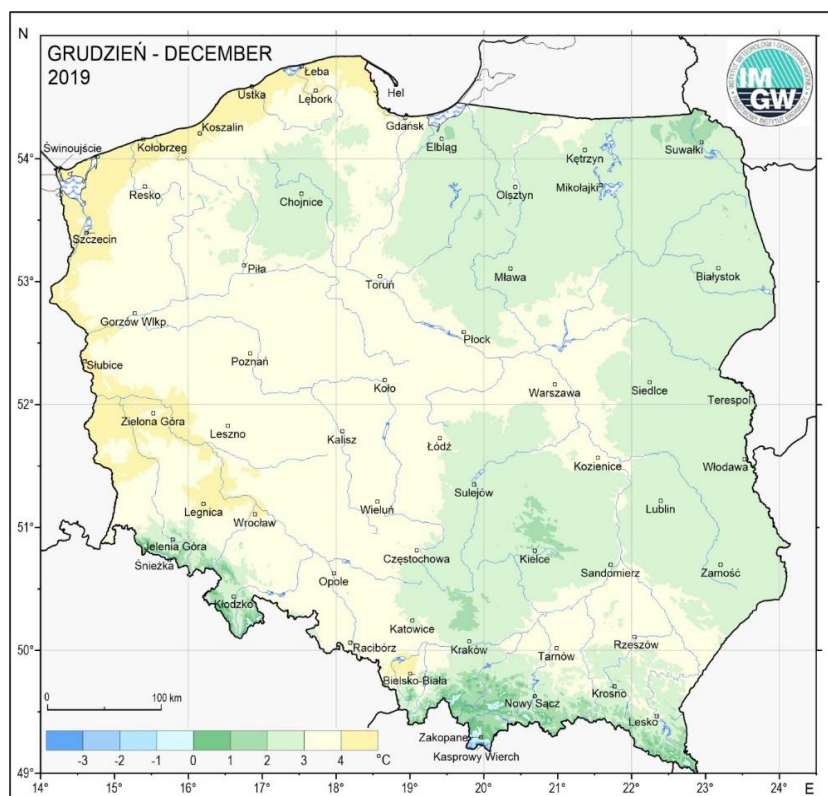 N
GRUDZIEŃ - DECEMBER
2019
IM
GW
Łeba
Ustka
Lębork
Hel
Koszalin
Gdańsk
Kołobrzeg
Elbląg
Kętrzyn
Suwałki
Świnoujście
54°
Resko
Chojnice
Olsztyn
Mikołajki
Szczecin
Piła
Toruń
Mława
Białystok
53°
Gorzów Wlkp.
Płock
Słubice
Poznań
Koło
Warszawa
Siedlce
Terespol
52°
Zielona Góra
Leszno
Kalisz
Łódź
Kozienice
Włodawa
Legnica
Wrocław
Wieluń
Sulejów
Lublin
51°
Jelenia Góra
Śnieżka
Częstochowa
Kielce
Sandomierz
Zamość
Kłodzko
Opole
Katowice
50°
Racibórz
Kraków
Tarnów
Rzeszów
Bielsko-Biała
Nowy Sącz
Krosno
Lesko
0 100 km
Zakopane
Kasprowy Wierch
-3 -2 -1 0 1 2 3 4 °C
49°
14° 15° 16° 17° 18° 19° 20° 21° 22° 23° 24° E